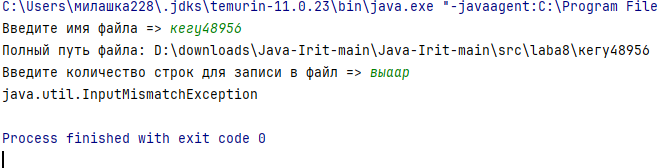 C:\Users\милашка228\.jdks\temurin-11.0.23\bin\java.exe "-javaagent:C:\Program File
Введите имя файла => кегу48956
Полный путь файла: D:\downloads\Java-Irit-main\Java-Irit-main\src\laba8\кегу48956
Введите количество строк для записи в файл => выаар
java.util.InputMismatchException
Process finished with exit code 0